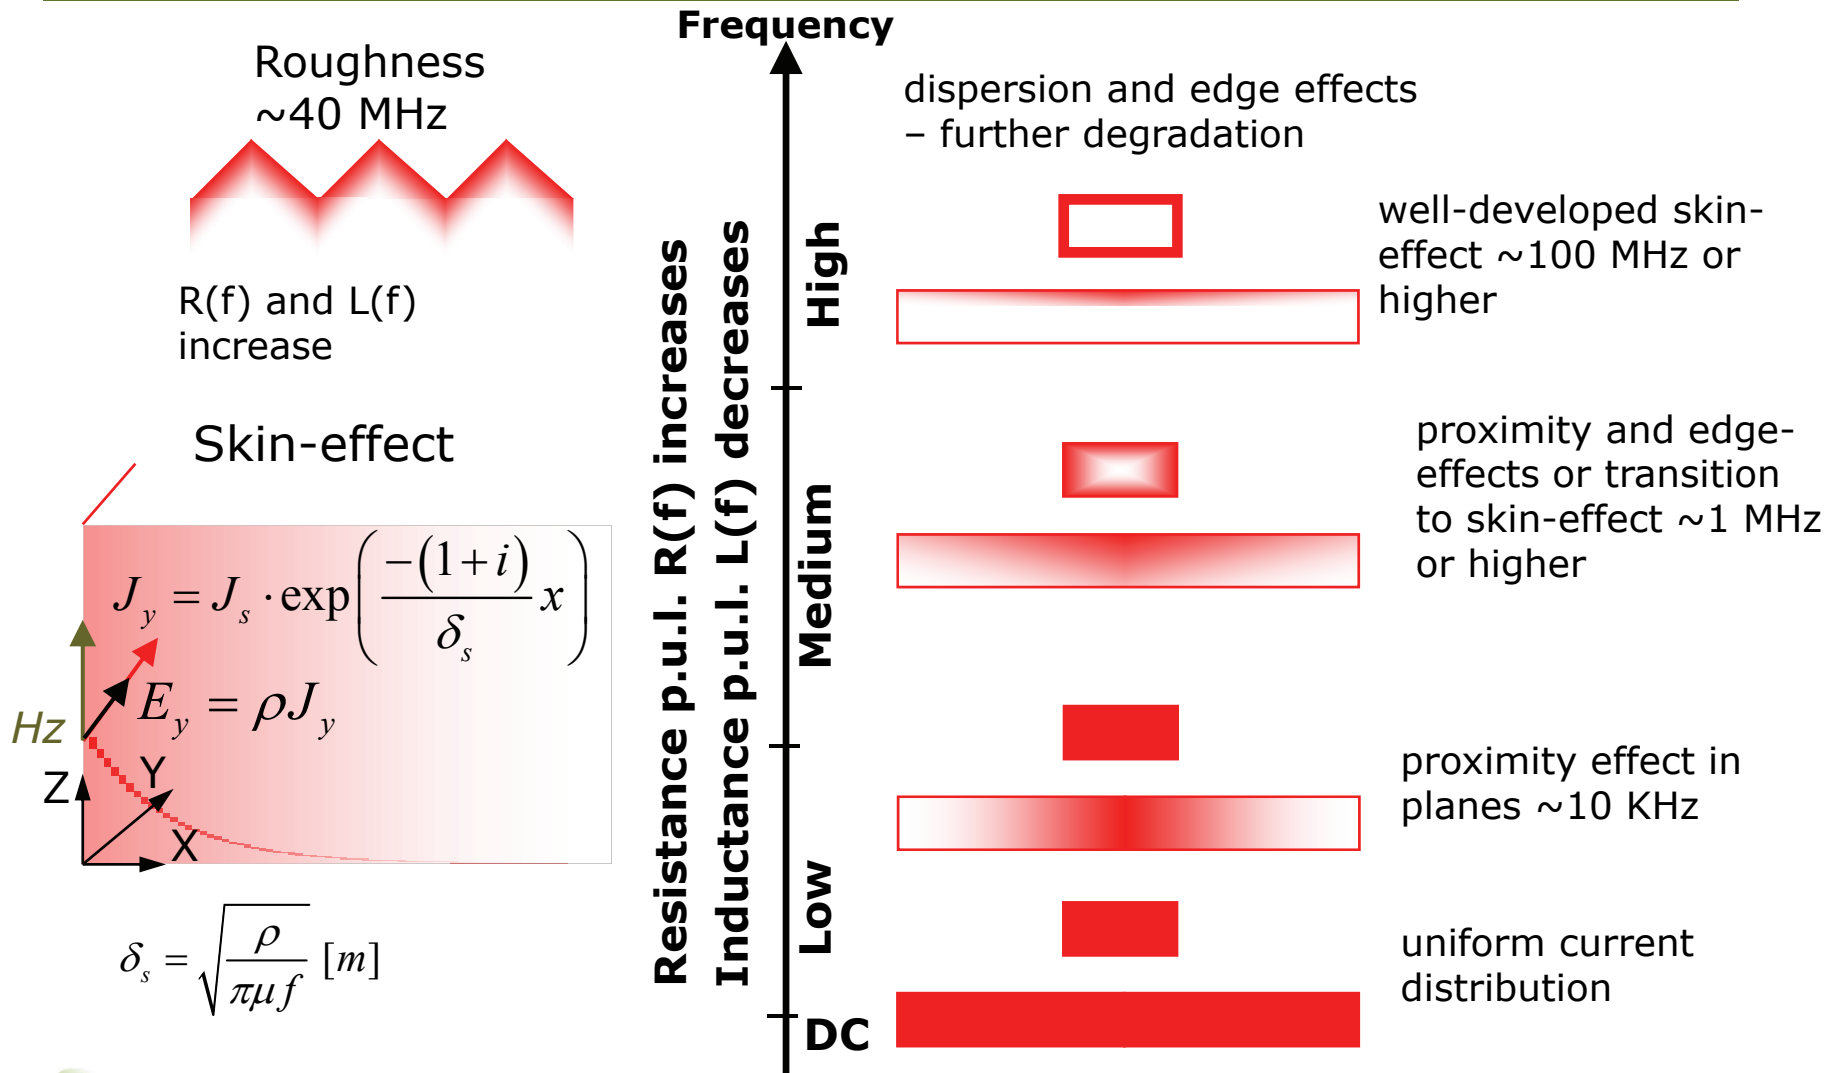 Frequency
Roughness
~40 MHz
R(f) and L(f)
increase
Skin-effect
J_y = J_s · exp( -(1+i) / δ_s x )
E_y = ρJ_y
Hz
Z
Y
X
δ_s = √( ρ / πμf ) [m]
Resistance p.u.l. R(f) increases
Inductance p.u.l. L(f) decreases
High
Medium
Low
DC
dispersion and edge effects
– further degradation
well-developed skin-
effect ~100 MHz or
higher
proximity and edge-
effects or transition
to skin-effect ~1 MHz
or higher
proximity effect in
planes ~10 KHz
uniform current
distribution